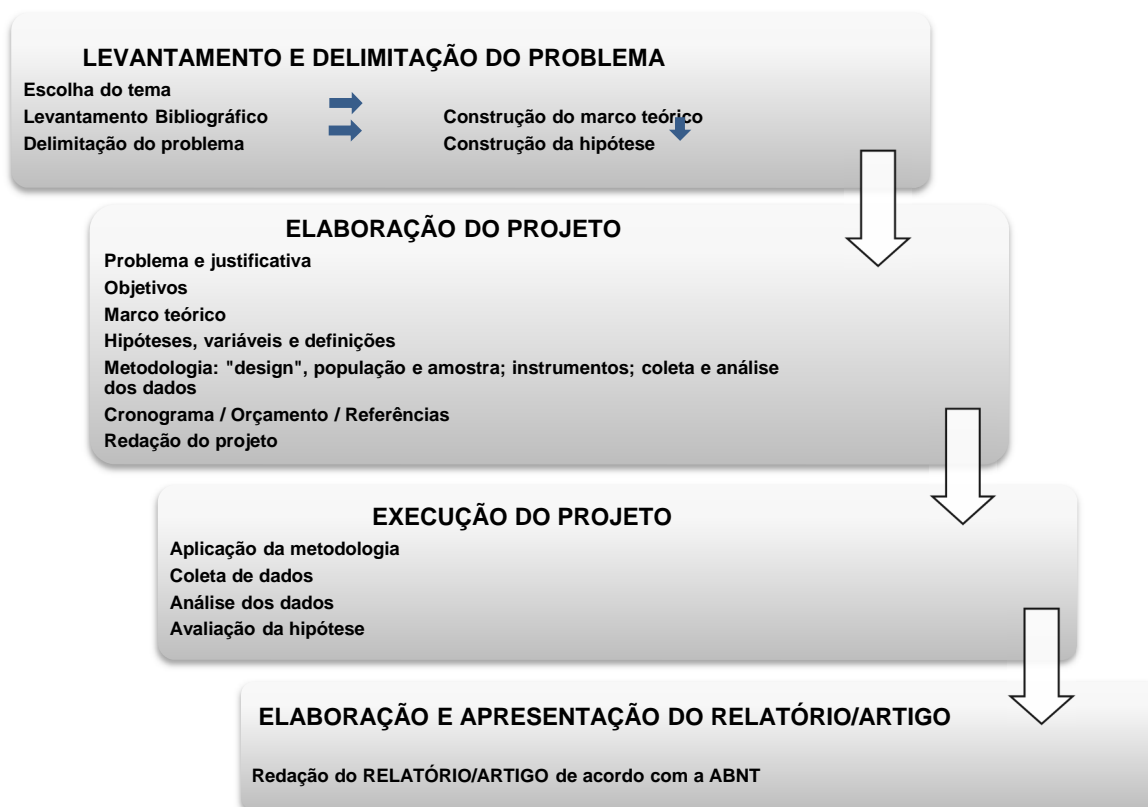 LEVANTAMENTO E DELIMITAÇÃO DO PROBLEMA
Escolha do tema
Levantamento Bibliográfico
Construção do marco teórico
Delimitação do problema
Construção da hipótese
ELABORAÇÃO DO PROJETO
Problema e justificativa
Objetivos
Marco teórico
Hipóteses, variáveis e definições
Metodologia: "design", população e amostra; instrumentos; coleta e análise
dos dados
Cronograma / Orçamento / Referências
Redação do projeto
EXECUÇÃO DO PROJETO
Aplicação da metodologia
Coleta de dados
Análise dos dados
Avaliação da hipótese
ELABORAÇÃO E APRESENTAÇÃO DO RELATÓRIO/ARTIGO
Redação do RELATÓRIO/ARTIGO de acordo com a ABNT